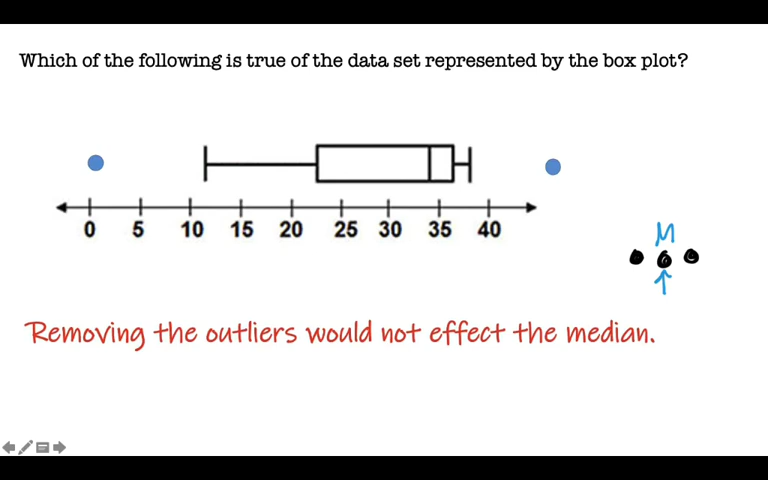 Which of the following is true of the data set represented by the box plot?
0 5 10 15 20 25 30 35 40
M
Removing the outliers would not effect the median.